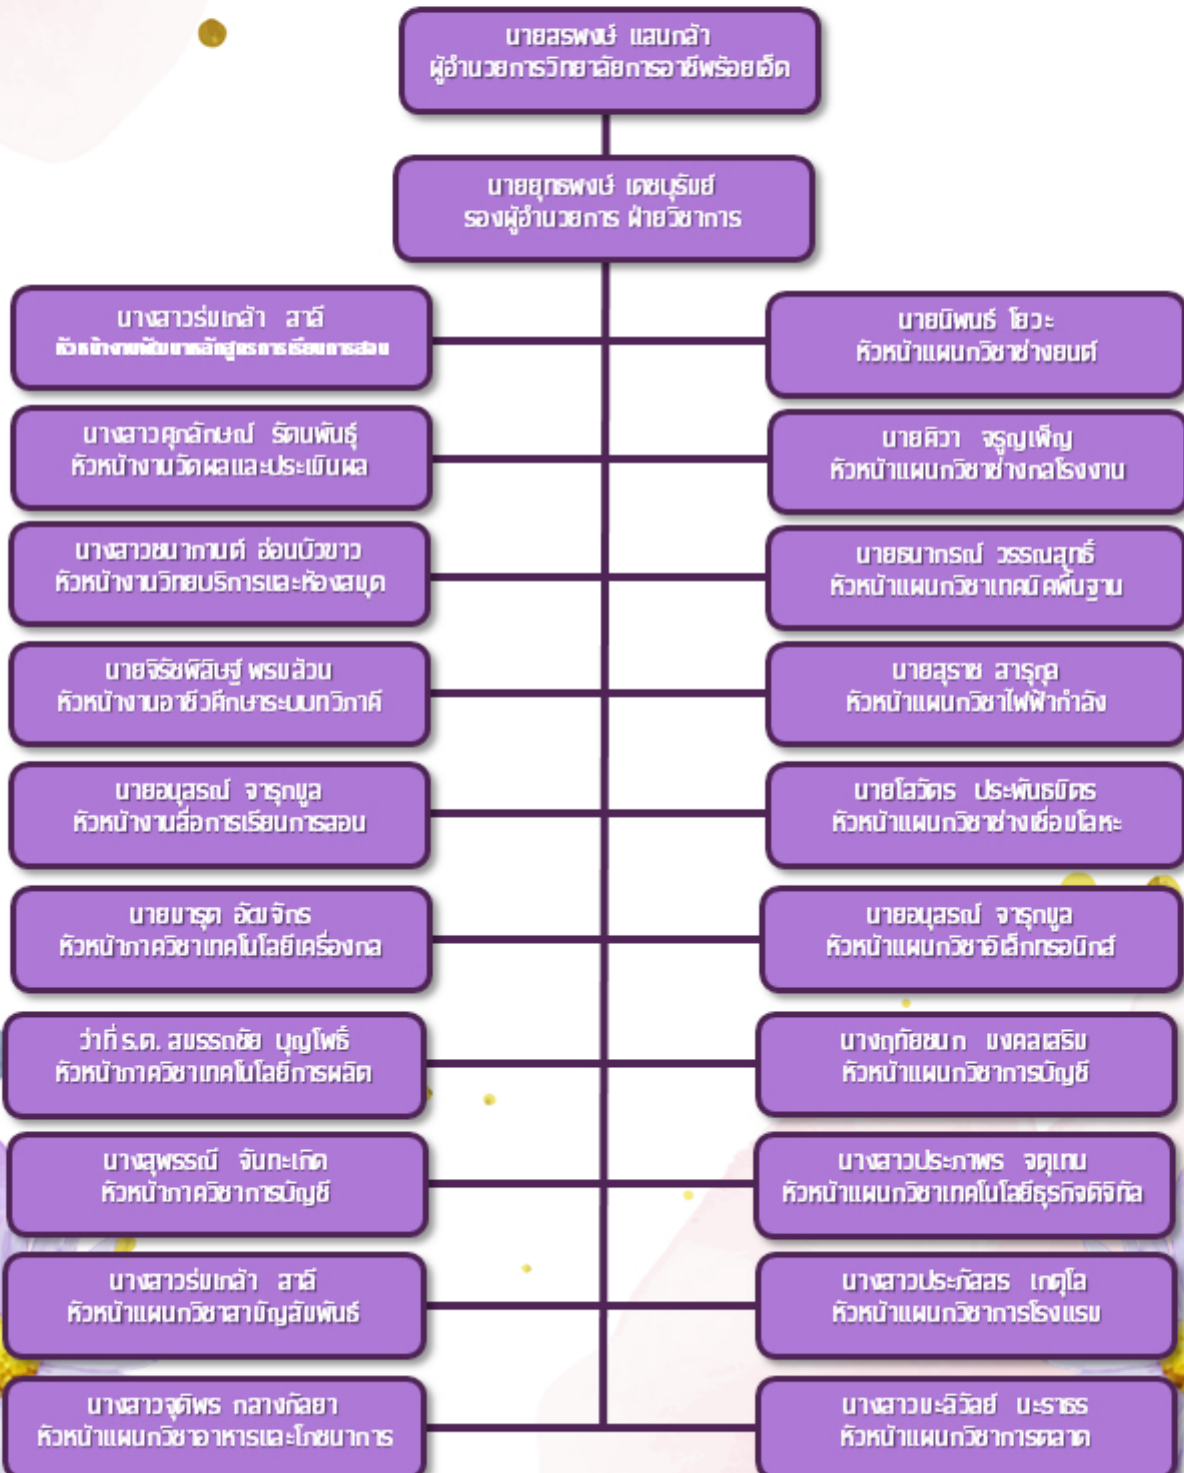 นายสรพงษ์ แสนกล้า
ผู้อำนวยการวิทยาลัยการอาชีพร้อยเอ็ด
นายยุทธพงษ์ เดชบุรัมย์
รองผู้อำนวยการ ฝ่ายวิชาการ
นางสาวร่มเกล้า สาลี
หัวหน้างานพัฒนาหลักสูตรการเรียนการสอน
นายนิพนธ์ โยวะ
หัวหน้าแผนกวิชาช่างยนต์
นางสาวศุภลักษณ์ รัตนพันธุ์
หัวหน้างานวัดผลและประเมินผล
นายศิวา จรูญเพ็ญ
หัวหน้าแผนกวิชาช่างกลโรงงาน
นางสาวชนากานต์ อ่อนบัวขาว
หัวหน้างานวิทยบริการและห้องสมุด
นายธนากรณ์ วรรณสุทธิ์
หัวหน้าแผนกวิชาเทคนิคพื้นฐาน
นายจิรัชพิสิษฐ์ พรมล้วน
หัวหน้างานอาชีวศึกษาระบบทวิภาคี
นายสุราช สารกุล
หัวหน้าแผนกวิชาไฟฟ้ากำลัง
นายอนุสรณ์ จารุกมูล
หัวหน้างานสื่อการเรียนการสอน
นายโสวัตร ประพันธมิตร
หัวหน้าแผนกวิชาช่างเชื่อมโลหะ
นายมารุต อัฒจักร
หัวหน้าภาควิชาเทคโนโลยีเครื่องกล
นายอนุสรณ์ จารุกมูล
หัวหน้าแผนกวิชาอิเล็กทรอนิกส์
ว่าที่ ร.ต. สมรรถชัย บุญโพธิ์
หัวหน้าภาควิชาเทคโนโลยีการผลิต
นางฤทัยชนก มงคลเสริม
หัวหน้าแผนกวิชาการบัญชี
นางสุพรรณี จันทะเกิด
หัวหน้าภาควิชาการบัญชี
นางสาวประภาพร จตุเทน
หัวหน้าแผนกวิชาเทคโนโลยีธุรกิจดิจิทัล
นางสาวร่มเกล้า สาลี
หัวหน้าแผนกวิชาสามัญสัมพันธ์
นางสาวประภัสสร เกตุโล
หัวหน้าแผนกวิชาการโรงแรม
นางสาวจุติพร กลางกัลยา
หัวหน้าแผนกวิชาอาหารและโภชนาการ
นางสาวมะลิวัลย์ นะราธร
หัวหน้าแผนกวิชาการตลาด